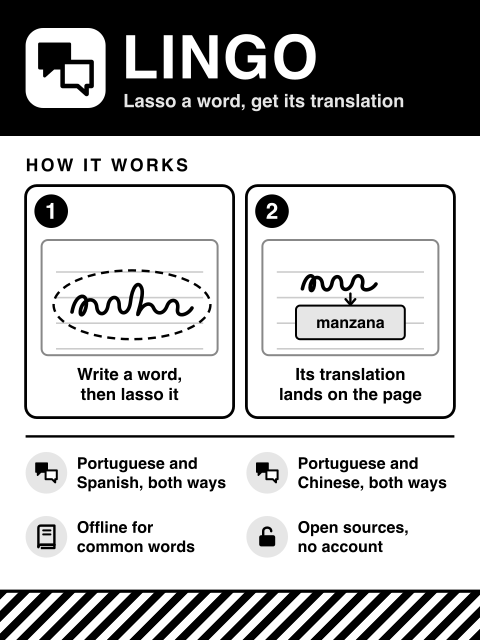 LINGO
Lasso a word, get its translation
HOW IT WORKS
1
Write a word,
then lasso it
2
manzana
Its translation
lands on the page
Portuguese and
Spanish, both ways
Portuguese and
Chinese, both ways
Offline for
common words
Open sources,
no account